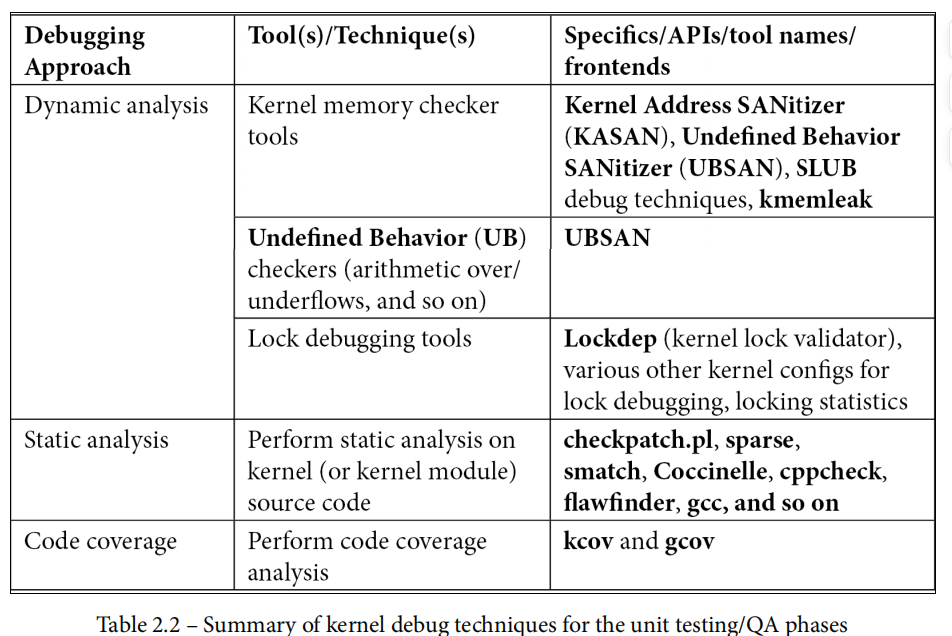 Debugging
Approach
Tool(s)/Technique(s)
Specifics/APIs/tool names/
frontends
Dynamic analysis
Kernel memory checker
tools
Kernel Address SANitizer
(KASAN), Undefined Behavior
SANitizer (UBSAN), SLUB
debug techniques, kmemleak
Undefined Behavior (UB)
checkers (arithmetic over/
underflows, and so on)
UBSAN
Lock debugging tools
Lockdep (kernel lock validator),
various other kernel configs for
lock debugging, locking statistics
Static analysis
Perform static analysis on
kernel (or kernel module)
source code
checkpatch.pl, sparse,
smatch, Coccinelle, cppcheck,
flawfinder, gcc, and so on
Code coverage
Perform code coverage
analysis
kcov and gcov
Table 2.2 – Summary of kernel debug techniques for the unit testing/QA phases